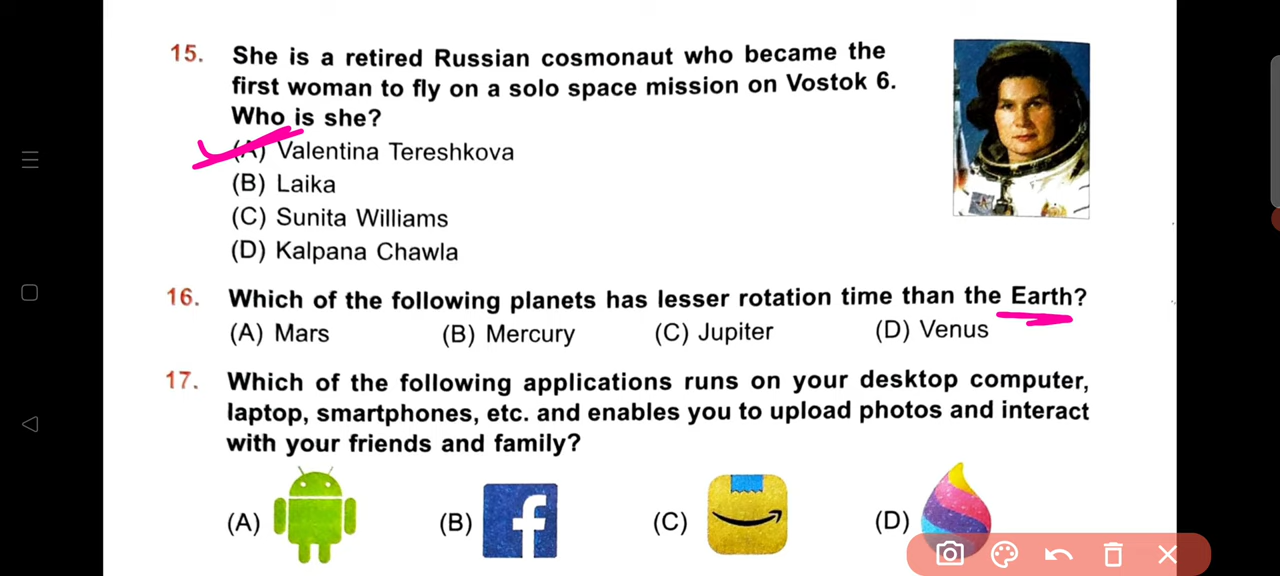 15. She is a retired Russian cosmonaut who became the
first woman to fly on a solo space mission on Vostok 6.
Who is she?
(A) Valentina Tereshkova
(B) Laika
(C) Sunita Williams
(D) Kalpana Chawla
16. Which of the following planets has lesser rotation time than the Earth?
(A) Mars (B) Mercury (C) Jupiter (D) Venus
17. Which of the following applications runs on your desktop computer,
laptop, smartphones, etc. and enables you to upload photos and interact
with your friends and family?
(A) (B) f (C) (D)